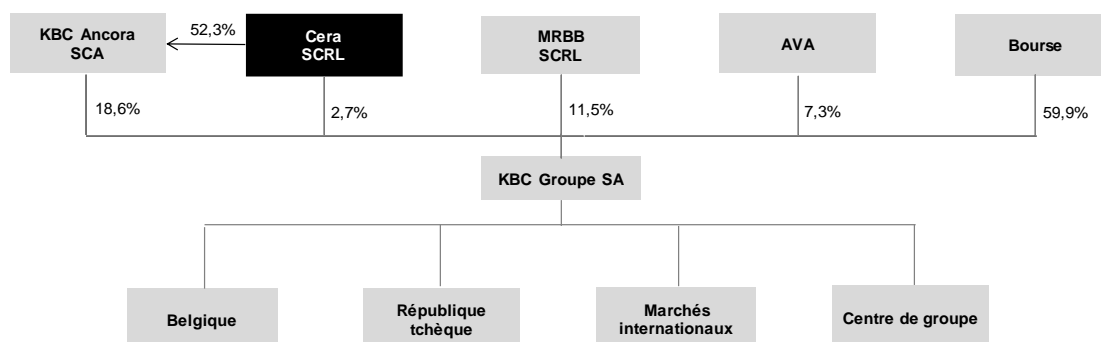 KBC Ancora
SCA
52,3%
Cera
SCRL
MRBB
SCRL
AVA
Bourse
18,6%
2,7%
11,5%
7,3%
59,9%
KBC Groupe SA
Belgique
République
tchèque
Marchés
internationaux
Centre de groupe